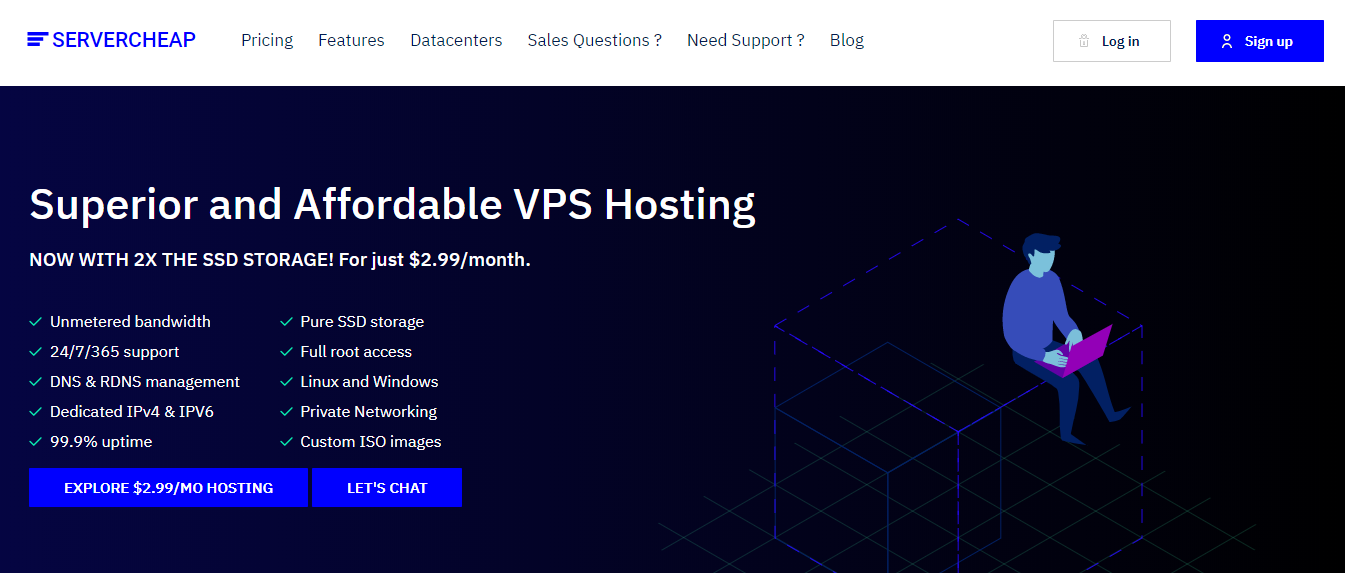 SERVERCHEAP Pricing Features Datacenters Sales Questions ? Need Support ? Blog Log in Sign up
Superior and Affordable VPS Hosting
NOW WITH 2X THE SSD STORAGE! For just $2.99/month.
Unmetered bandwidth Pure SSD storage
24/7/365 support Full root access
DNS & RDNS management Linux and Windows
Dedicated IPv4 & IPV6 Private Networking
99.9% uptime Custom ISO images
EXPLORE $2.99/MO HOSTING LET'S CHAT